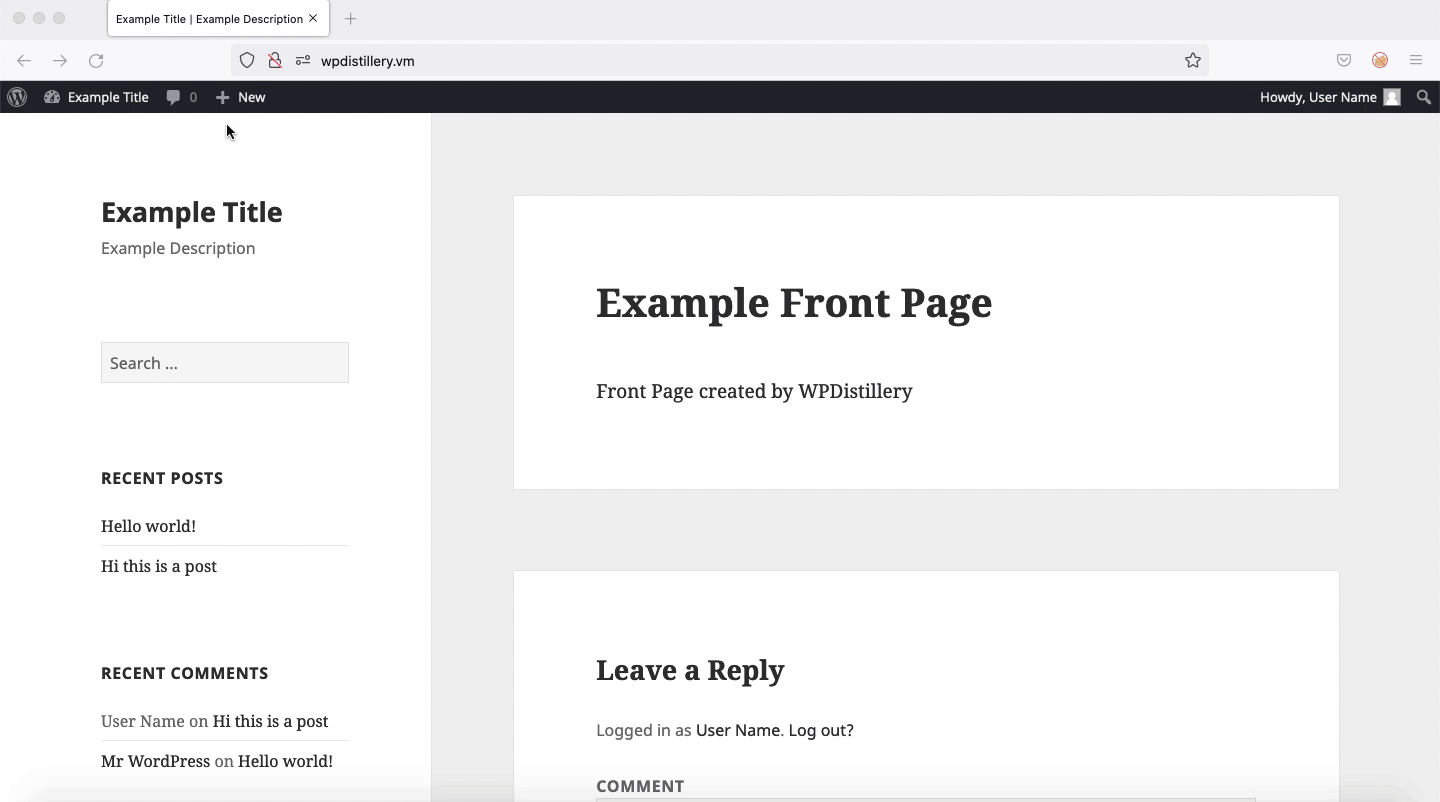 Example Title | Example Description
wpdistillery.vm
Example Title 0 New Howdy, User Name
Example Title
Example Description
Search ...
RECENT POSTS
Hello world!
Hi this is a post
RECENT COMMENTS
User Name on Hi this is a post
Mr WordPress on Hello world!
Example Front Page
Front Page created by WPDistillery
Leave a Reply
Logged in as User Name. Log out?
COMMENT